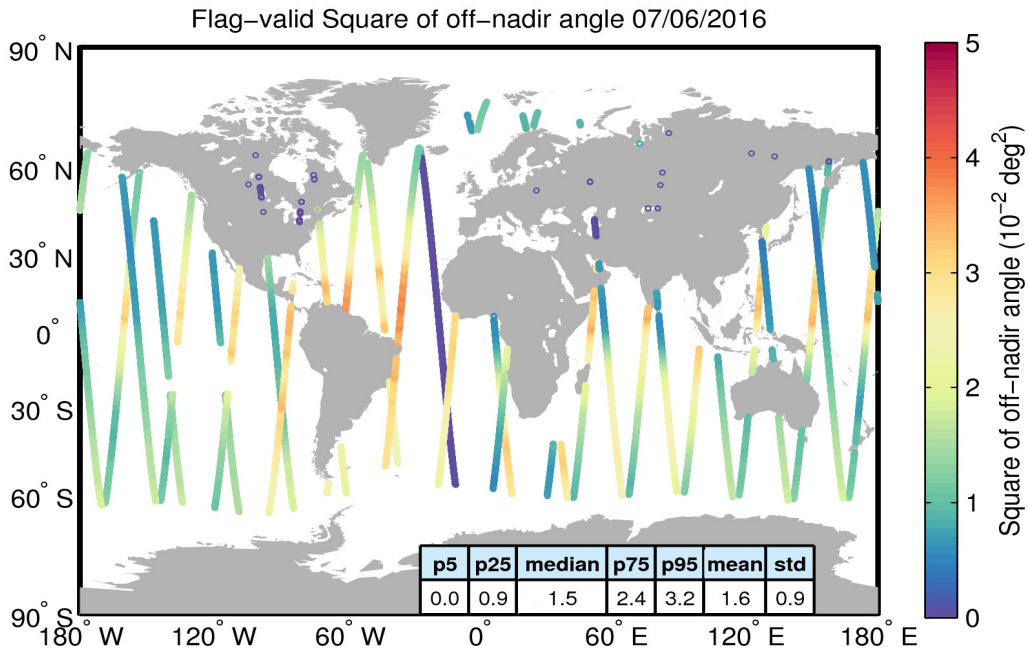 Flag−valid Square of off−nadir angle 07/06/2016
90° N
60° N
30° N
0°
30° S
60° S
90° S
180° W
120° W
60° W
0°
60° E
120° E
180° E
p5 p25 median p75 p95 mean std
0.0 0.9 1.5 2.4 3.2 1.6 0.9
5
4
3
2
1
0
Square of off−nadir angle (10⁻² deg²)